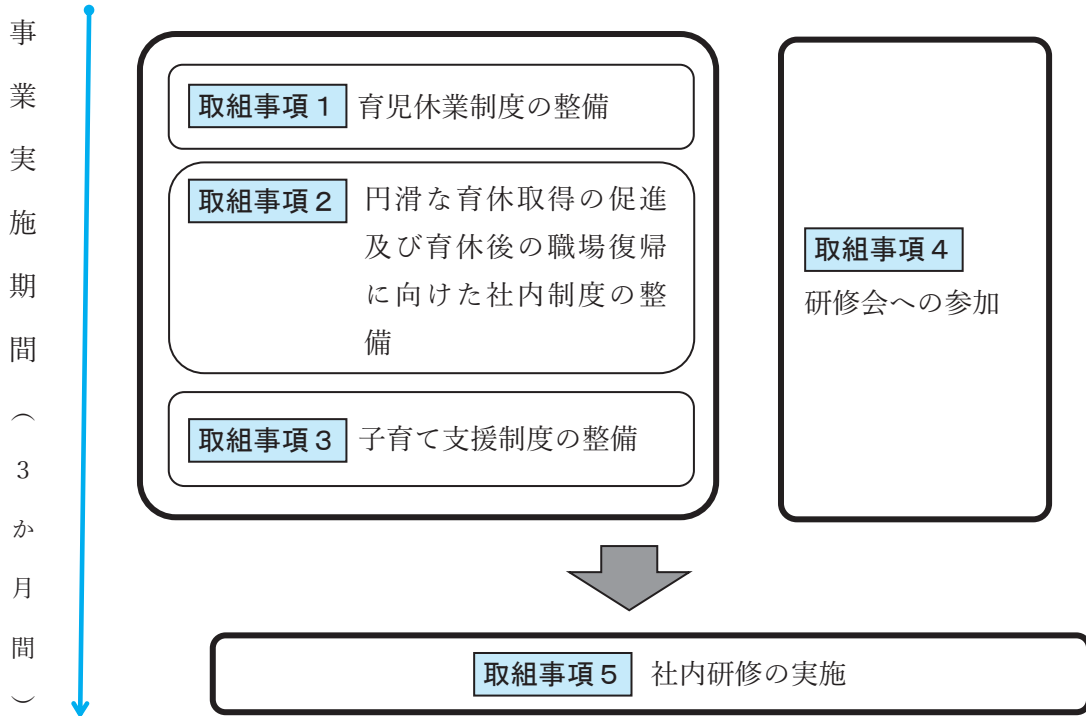 事業実施期間（３か月間）
取組事項１ 育児休業制度の整備
取組事項２ 円滑な育休取得の促進
及び育休後の職場復帰
に向けた社内制度の整
備
取組事項３ 子育て支援制度の整備
取組事項４
研修会への参加
取組事項５ 社内研修の実施